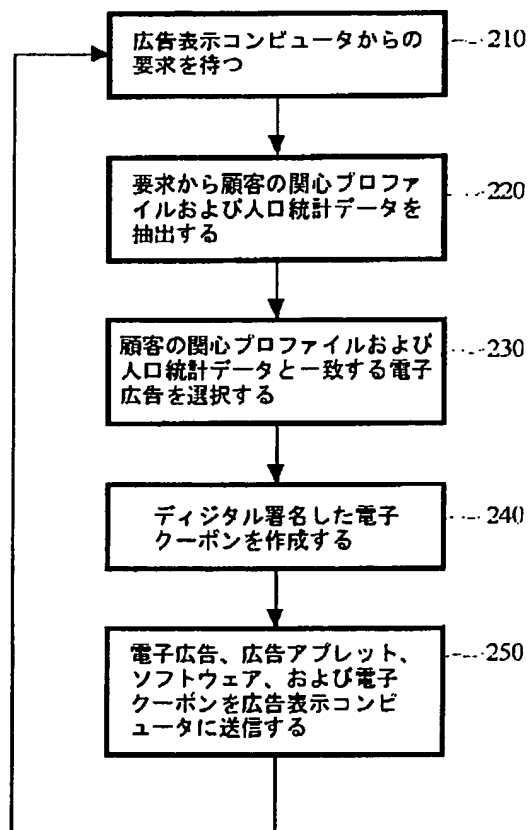 広告表示コンピュータからの
要求を待つ
210
要求から顧客の関心プロファ
イルおよび人口統計データを
抽出する
220
顧客の関心プロファイルおよび
人口統計データと一致する電子
広告を選択する
230
ディジタル署名した電子
クーポンを作成する
240
電子広告、広告アプレット、
ソフトウェア、および電子
クーポンを広告表示コンピ
ュータに送信する
250